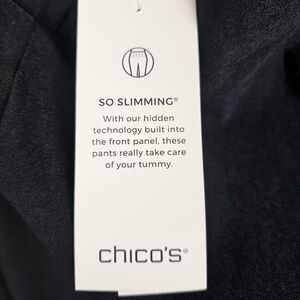 SO SLIMMING®
With our hidden
technology built into
the front panel, these
pants really take care
of your tummy.
chico's®